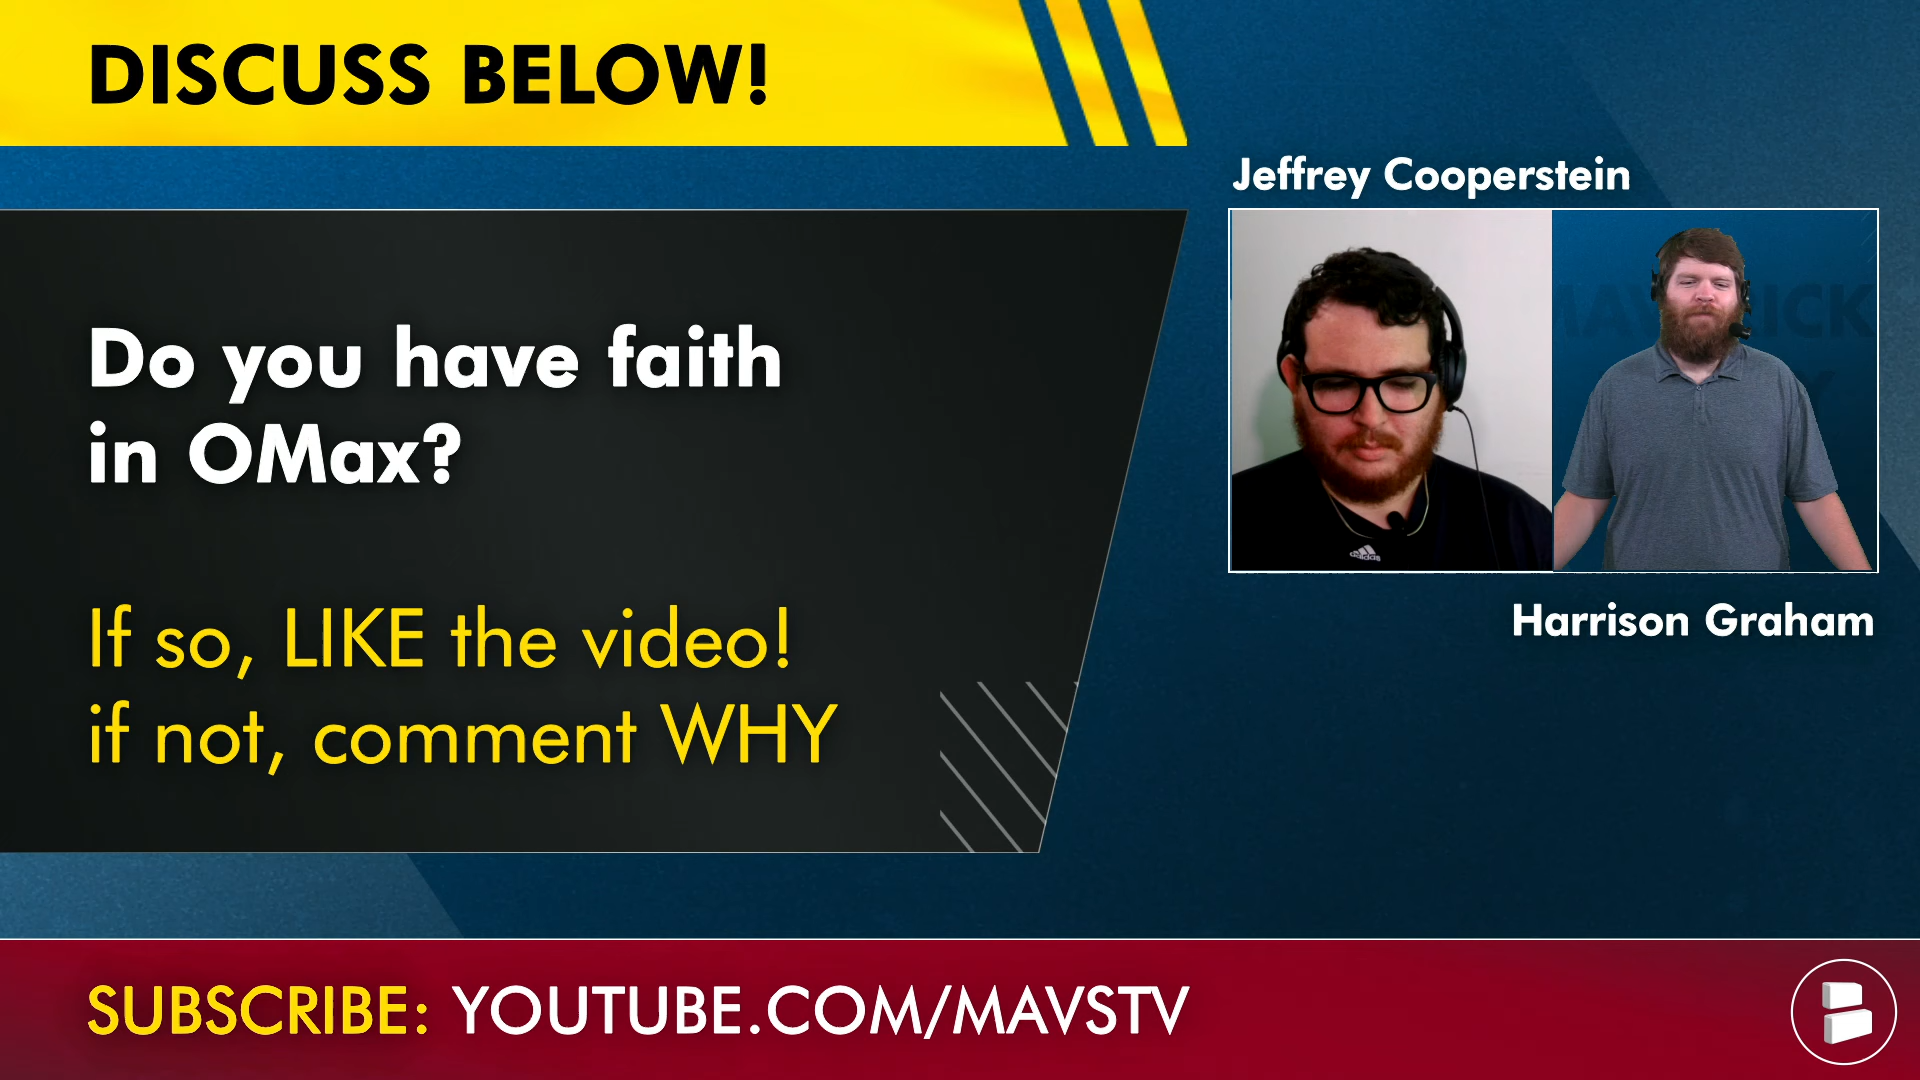 DISCUSS BELOW!
Jeffrey Cooperstein
Do you have faith
in OMax?
If so, LIKE the video!
if not, comment WHY
adidas
Harrison Graham
SUBSCRIBE: YOUTUBE.COM/MAVSTV